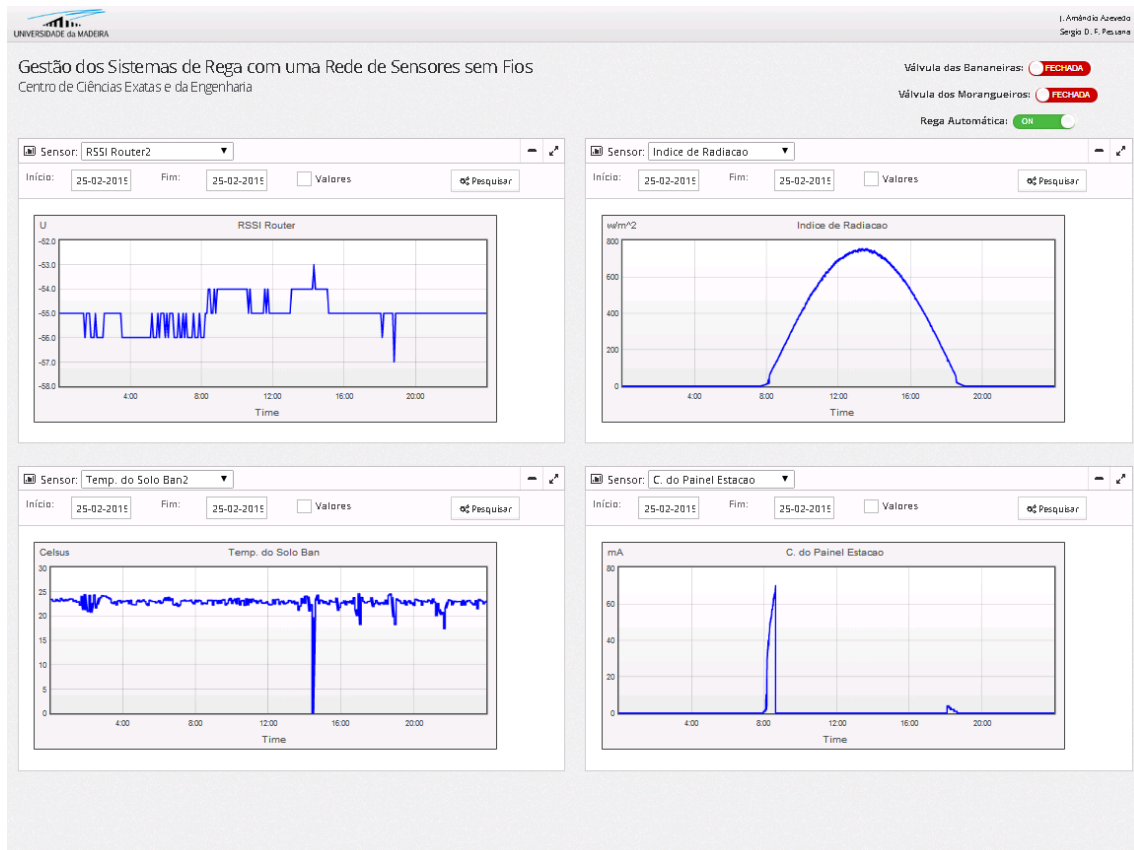 UNIVERSIDADE da MADEIRA
J. Amândio Azevedo
Sergio D. F. Pessana
Gestão dos Sistemas de Rega com uma Rede de Sensores sem Fios
Centro de Ciências Exatas e da Engenharia
Válvula das Bananeiras: FECHADA
Válvula dos Morangueiros: FECHADA
Rega Automática: ON
Sensor: RSSI Router2
Início: 25-02-2015 Fim: 25-02-2015 Valores Pesquisar
U RSSI Router
-52.0
-53.0
-54.0
-55.0
-56.0
-57.0
-58.0
4:00 8:00 12:00 16:00 20:00
Time
Sensor: Indice de Radiacao
Início: 25-02-2015 Fim: 25-02-2015 Valores Pesquisar
w/m^2 Indice de Radiacao
800
600
400
200
0
4:00 8:00 12:00 16:00 20:00
Time
Sensor: Temp. do Solo Ban2
Início: 25-02-2015 Fim: 25-02-2015 Valores Pesquisar
Celsus Temp. do Solo Ban
30
25
20
15
10
5
0
4:00 8:00 12:00 16:00 20:00
Time
Sensor: C. do Painel Estacao
Início: 25-02-2015 Fim: 25-02-2015 Valores Pesquisar
mA C. do Painel Estacao
80
60
40
20
0
4:00 8:00 12:00 16:00 20:00
Time